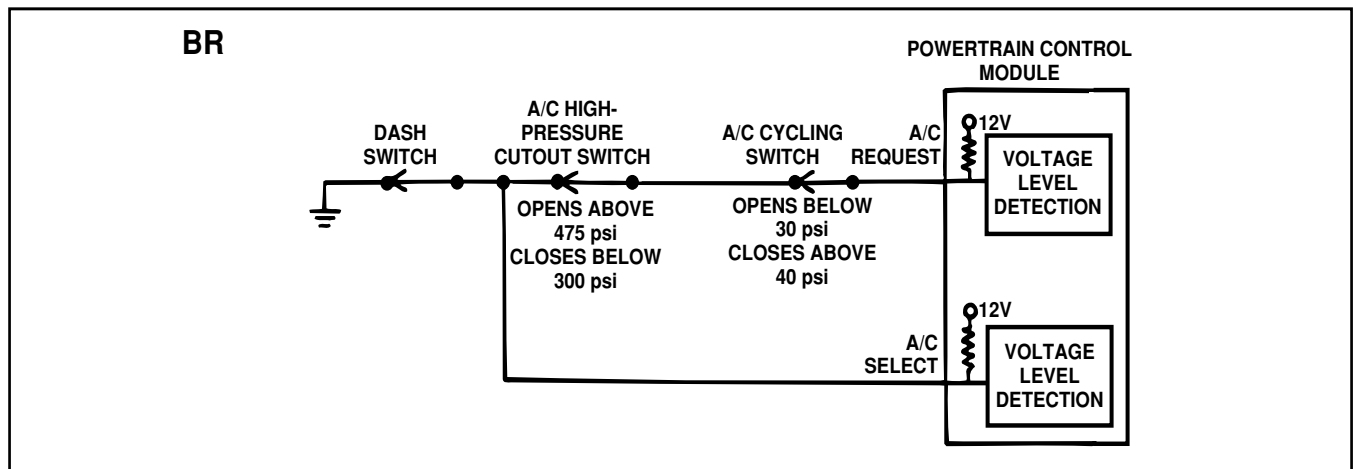 BR
POWERTRAIN CONTROL
MODULE
DASH
SWITCH
A/C HIGH-
PRESSURE
CUTOUT SWITCH
OPENS ABOVE
475 psi
CLOSES BELOW
300 psi
A/C CYCLING
SWITCH
OPENS BELOW
30 psi
CLOSES ABOVE
40 psi
A/C
REQUEST
12V
VOLTAGE
LEVEL
DETECTION
A/C
SELECT
12V
VOLTAGE
LEVEL
DETECTION